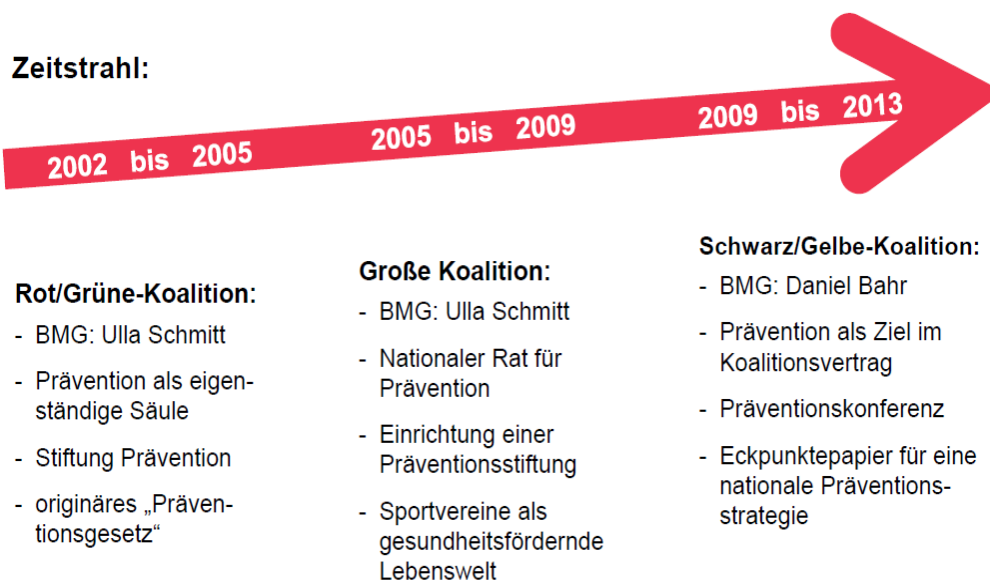 Zeitstrahl:
2002 bis 2005
2005 bis 2009
2009 bis 2013
Rot/Grüne-Koalition:
- BMG: Ulla Schmitt
- Prävention als eigen-
ständige Säule
- Stiftung Prävention
- originäres „Präven-
tionsgesetz“
Große Koalition:
- BMG: Ulla Schmitt
- Nationaler Rat für
Prävention
- Einrichtung einer
Präventionsstiftung
- Sportvereine als
gesundheitsfördernde
Lebenswelt
Schwarz/Gelbe-Koalition:
- BMG: Daniel Bahr
- Prävention als Ziel im
Koalitionsvertrag
- Präventionskonferenz
- Eckpunktepapier für eine
nationale Präventions-
strategie